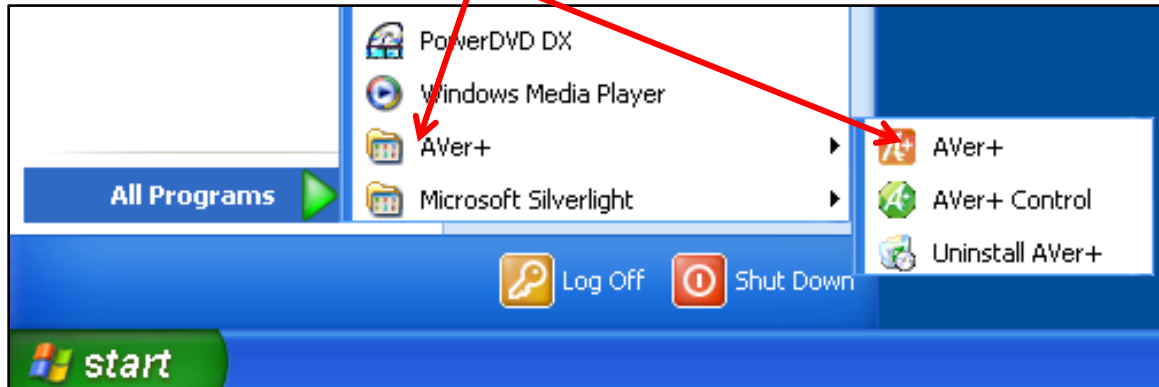 PowerDVD DX
Windows Media Player
AVer+
Microsoft Silverlight
All Programs
AVer+
AVer+ Control
Uninstall AVer+
Log Off
Shut Down
start